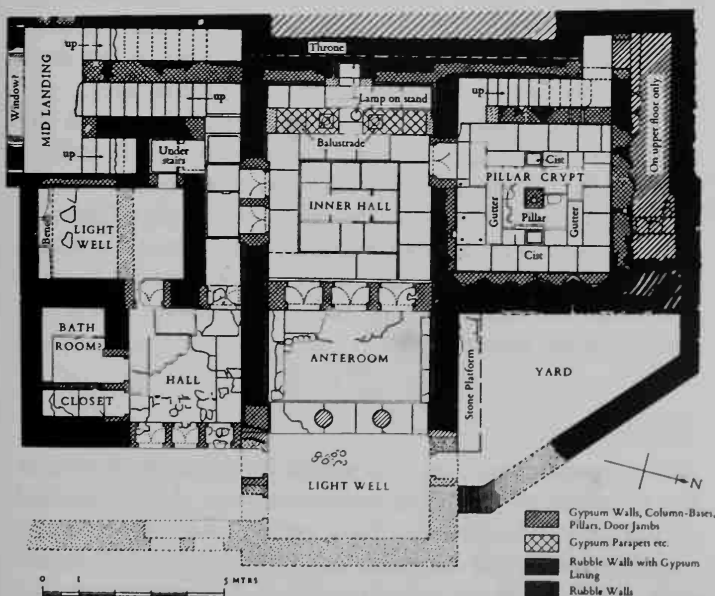 Throne
up
up
up
up
up
Window?
MID LANDING
Lamp on stand
Balustrade
Under
stairs
On upper floor only
Cist
PILLAR CRYPT
INNER HALL
LIGHT
WELL
Gutter
Pillar
Gutter
Cist
BATH
ROOM?
ANTEROOM
YARD
HALL
CLOSET
Stone Platform
LIGHT WELL
N
Gypsum Walls, Column-Bases,
Pillars, Door Jambs
Gypsum Parapets etc.
Rubble Walls with Gypsum
Lining
Rubble Walls
0 1 5 MTRS